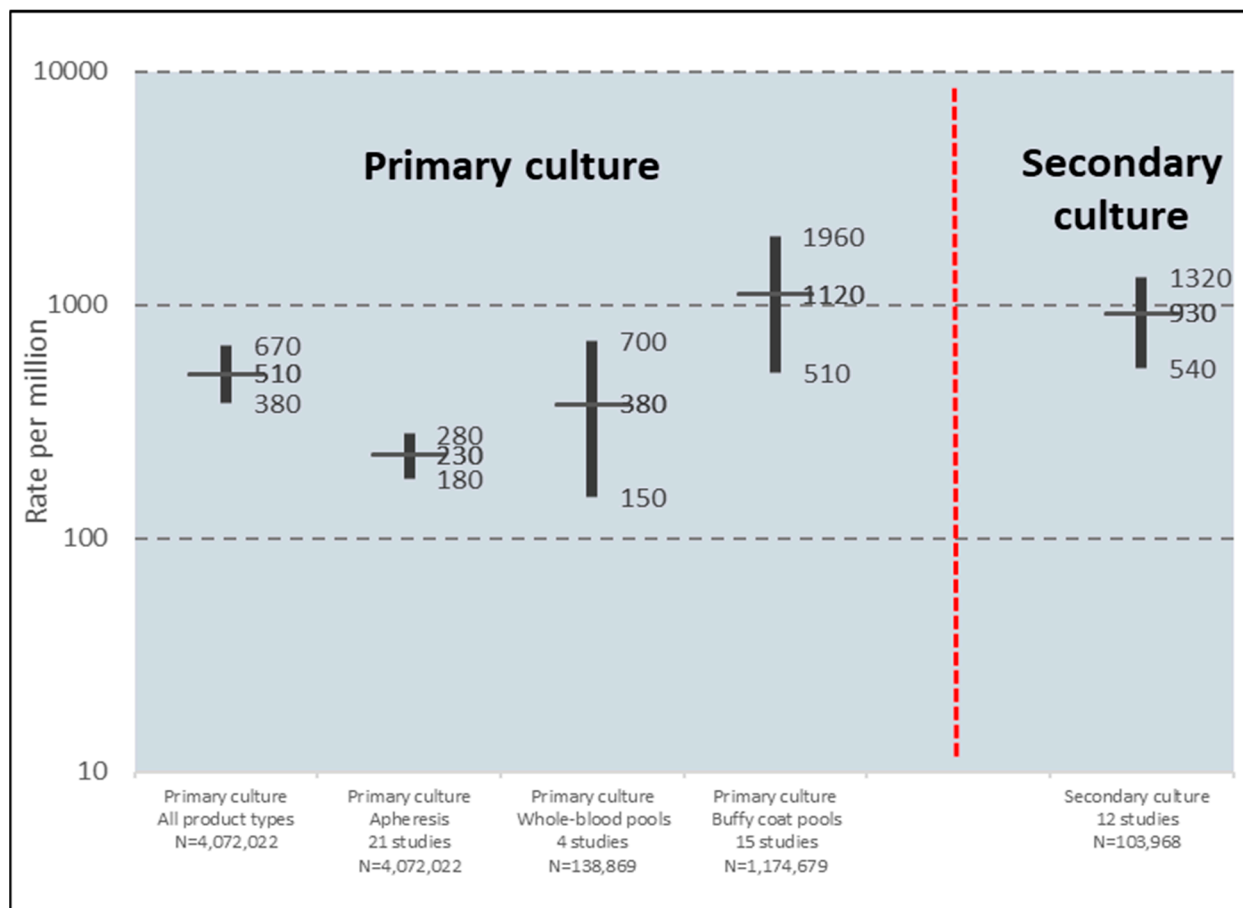 10000
1000
100
10
Rate per million
Primary culture
Secondary
culture
670
510
380
280
230
180
700
380
150
1960
1120
510
1320
930
540
Primary culture
All product types
N=4,072,022
Primary culture
Apheresis
21 studies
N=4,072,022
Primary culture
Whole-blood pools
4 studies
N=138,869
Primary culture
Buffy coat pools
15 studies
N=1,174,679
Secondary culture
12 studies
N=103,968